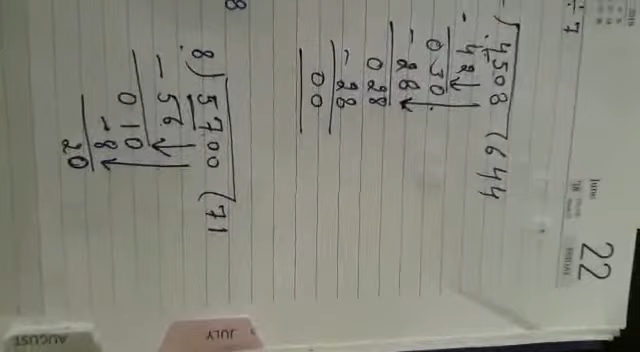 22
FRIDAY
June
÷ 7
) 4508 ( 644
- 42↓
030
- 28↓
028
- 28
00
8
8) 5700 ( 71
- 56↓
010
- 8↓
20
JULY
AUGUST